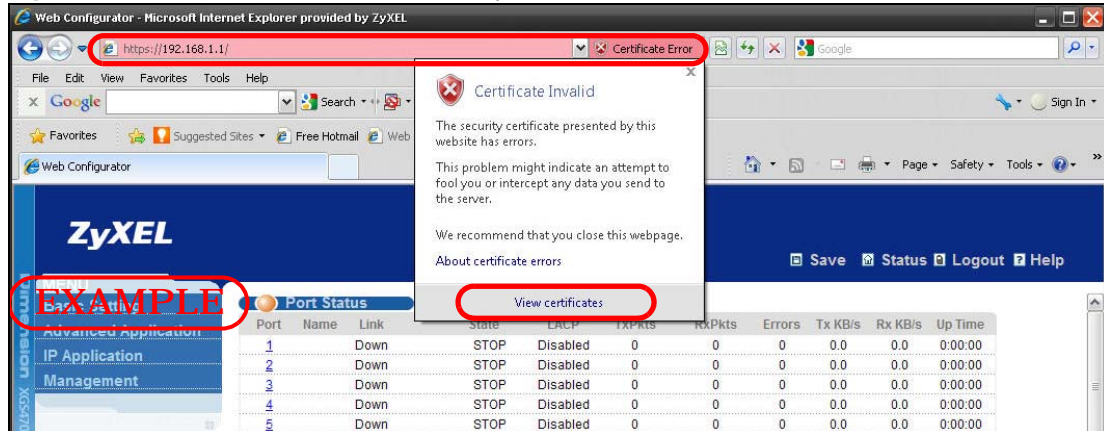 Web Configurator - Microsoft Internet Explorer provided by ZyXEL
https://192.168.1.1/
Certificate Error
Google
File Edit View Favorites Tools Help
x Google
Search
Sign In
Favorites Suggested Sites Free Hotmail Web
Web Configurator
Page Safety Tools »
x
Certificate Invalid
The security certificate presented by this
website has errors.
This problem might indicate an attempt to
fool you or intercept any data you send to
the server.
We recommend that you close this webpage.
About certificate errors
View certificates
ZyXEL
Save Status Logout Help
MENU
EXAMPLE
Basic Setting
Advanced Application
IP Application
Management
Dimension XGS470
Port Status
Port Name Link State LACP TxPkts RxPkts Errors Tx KB/s Rx KB/s Up Time
1 Down STOP Disabled 0 0 0 0.0 0.0 0:00:00
2 Down STOP Disabled 0 0 0 0.0 0.0 0:00:00
3 Down STOP Disabled 0 0 0 0.0 0.0 0:00:00
4 Down STOP Disabled 0 0 0 0.0 0.0 0:00:00
5 Down STOP Disabled 0 0 0 0.0 0.0 0:00:00